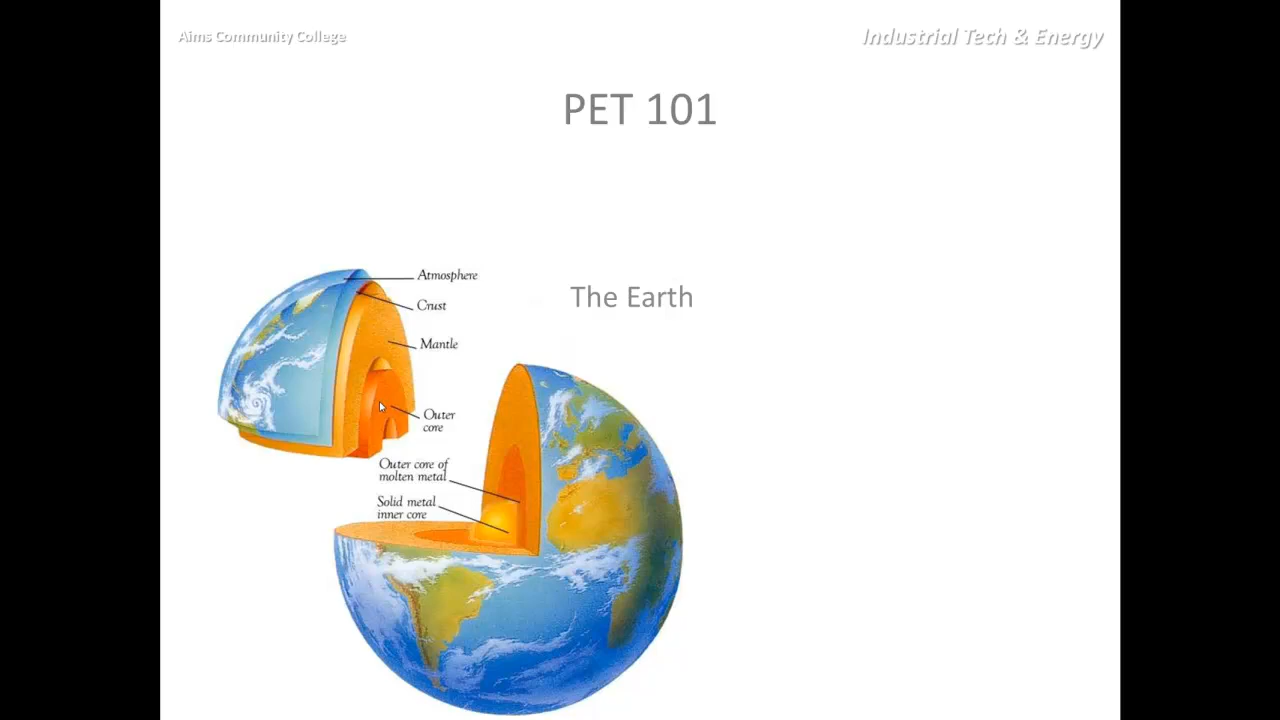 Aims Community College
Industrial Tech & Energy
PET 101
The Earth
Atmosphere
Crust
Mantle
Outer
core
Outer core of
molten metal
Solid metal
inner core